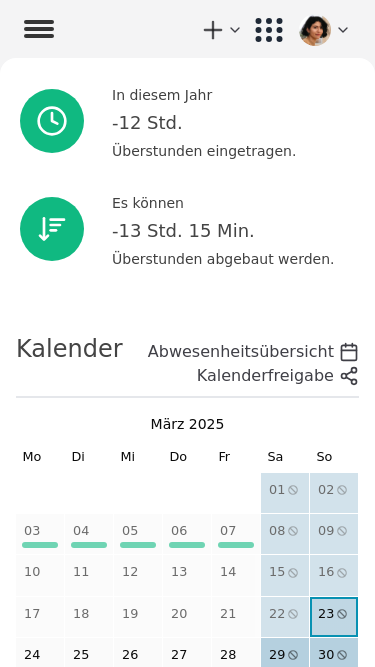 In diesem Jahr
-12 Std.
Überstunden eingetragen.
Es können
-13 Std. 15 Min.
Überstunden abgebaut werden.
Kalender
Abwesenheitsübersicht
Kalenderfreigabe
März 2025
Mo Di Mi Do Fr Sa So
01 02
03 04 05 06 07 08 09
10 11 12 13 14 15 16
17 18 19 20 21 22 23
24 25 26 27 28 29 30